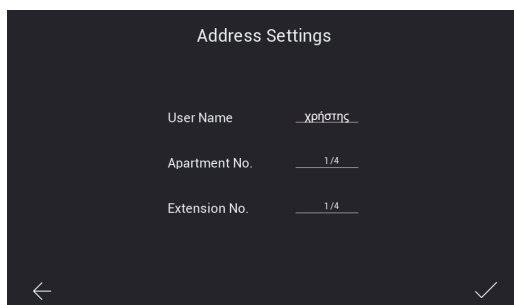 Address Settings
User Name χρήστης
Apartment No. 1/4
Extension No. 1/4